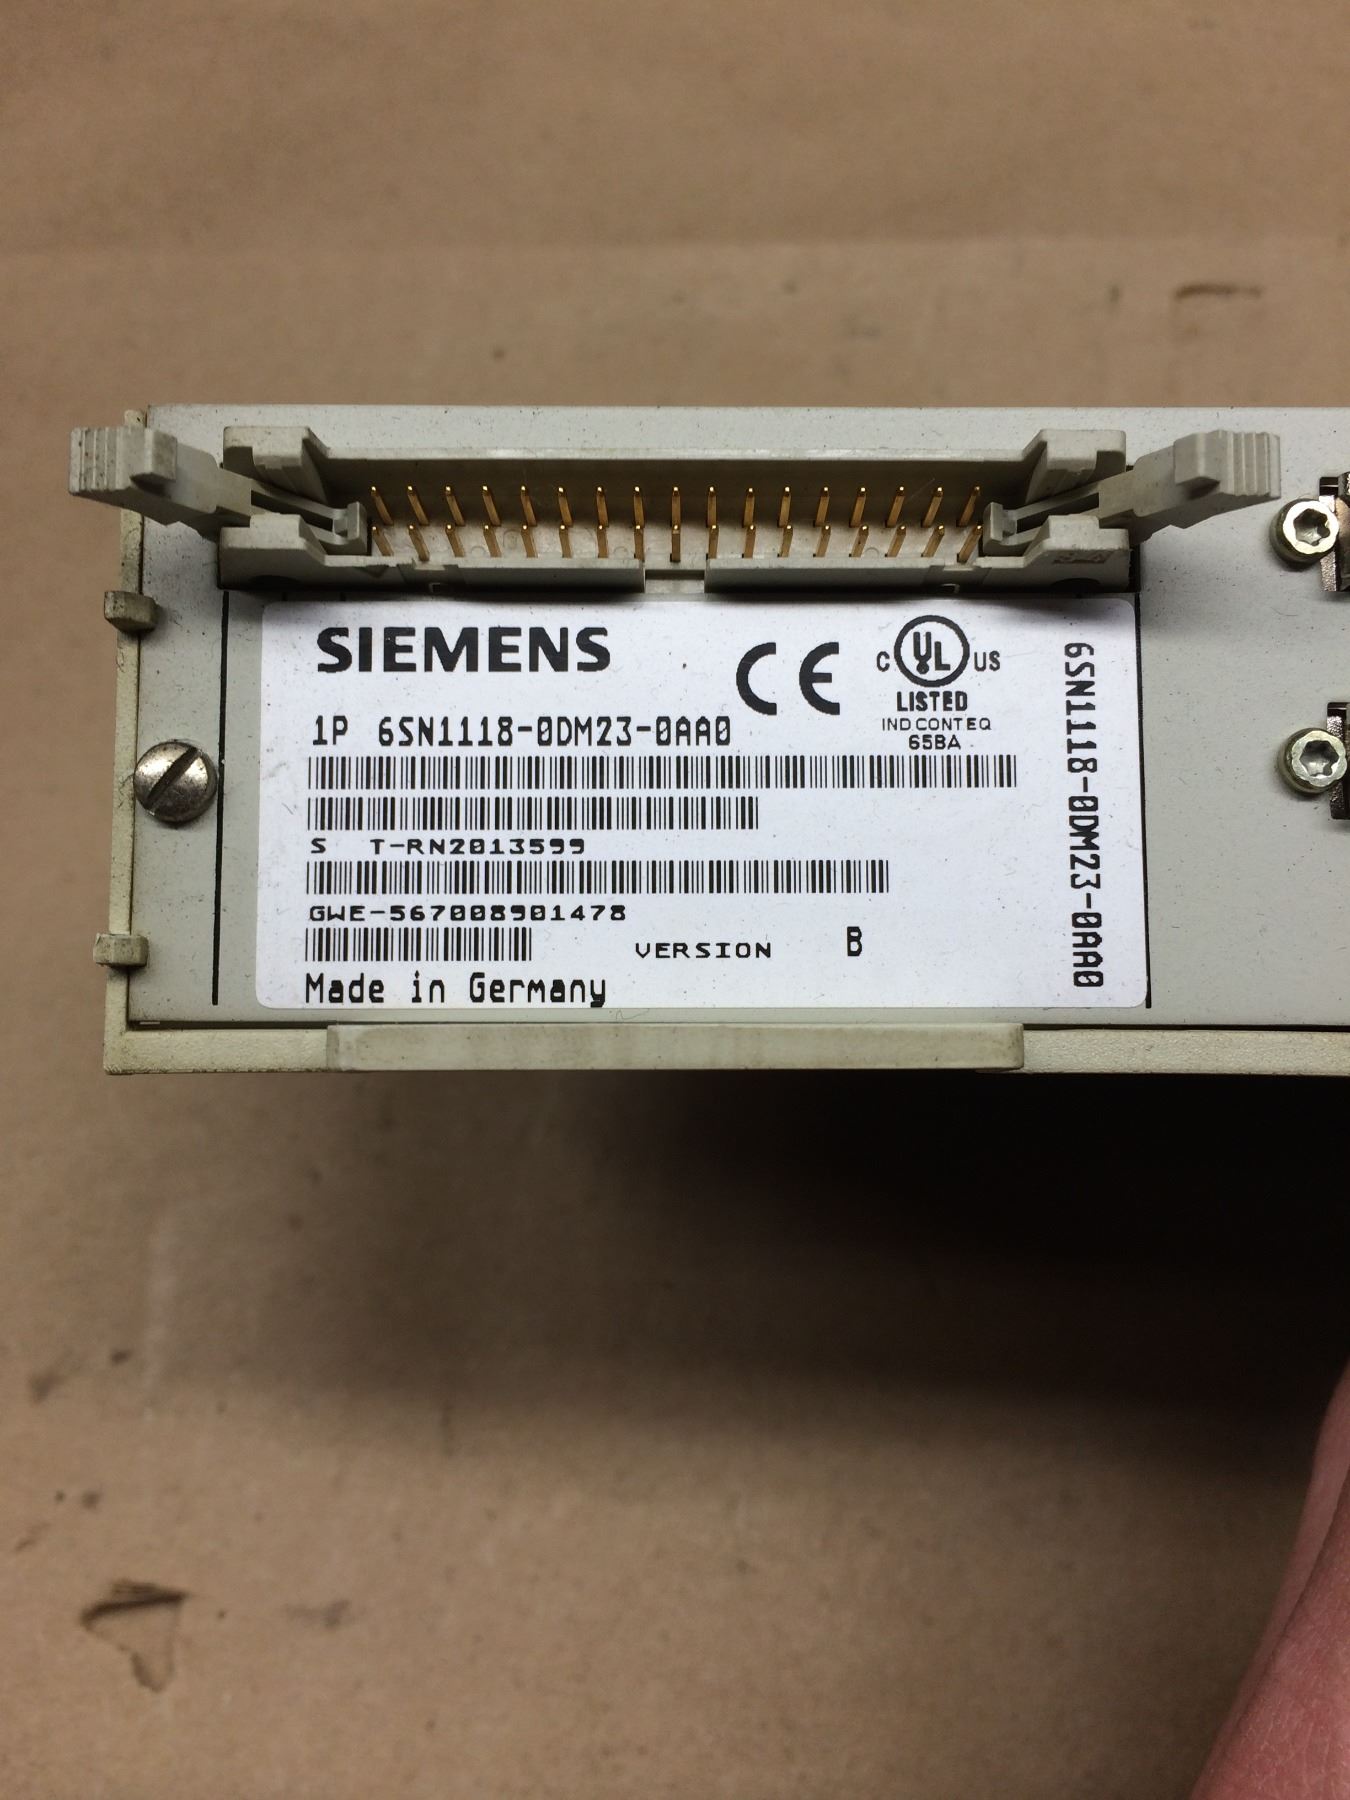 SIEMENS
CE
C UL US
LISTED
IND CONT EQ
65BA
1P 6SN1118-0DM23-0AA0
S T-RN2013599
GWE-567008901478
VERSION B
Made in Germany
6SN1118-0DM23-0AA0